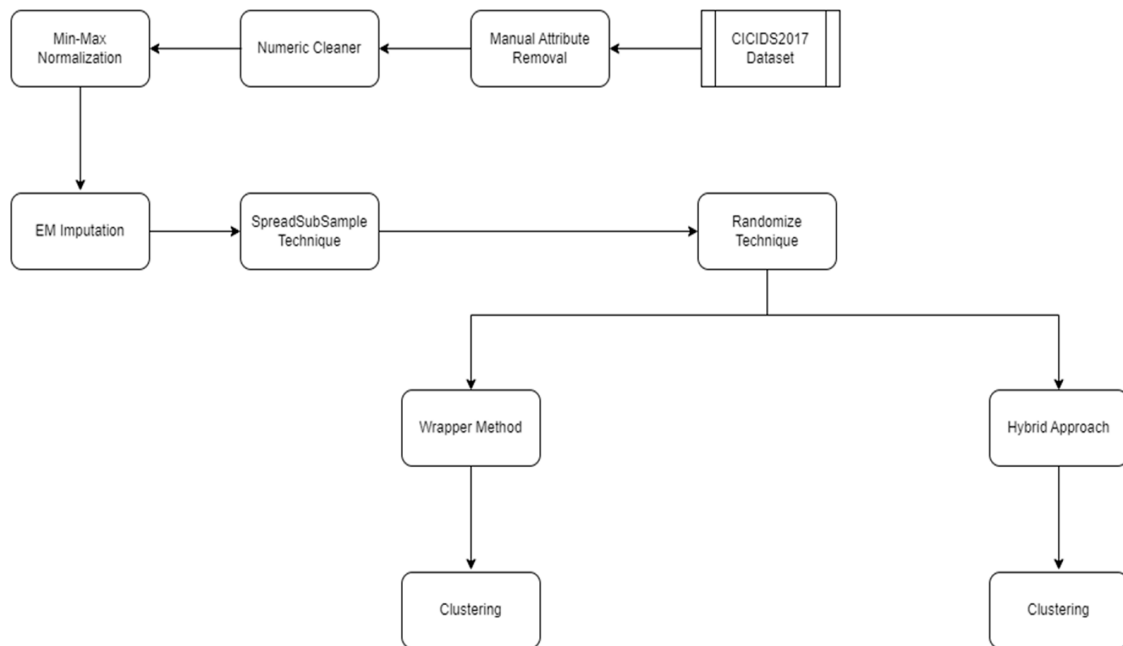 Min-Max
Normalization
Numeric Cleaner
Manual Attribute
Removal
CICIDS2017
Dataset
EM Imputation
SpreadSubSample
Technique
Randomize
Technique
Wrapper Method
Hybrid Approach
Clustering
Clustering